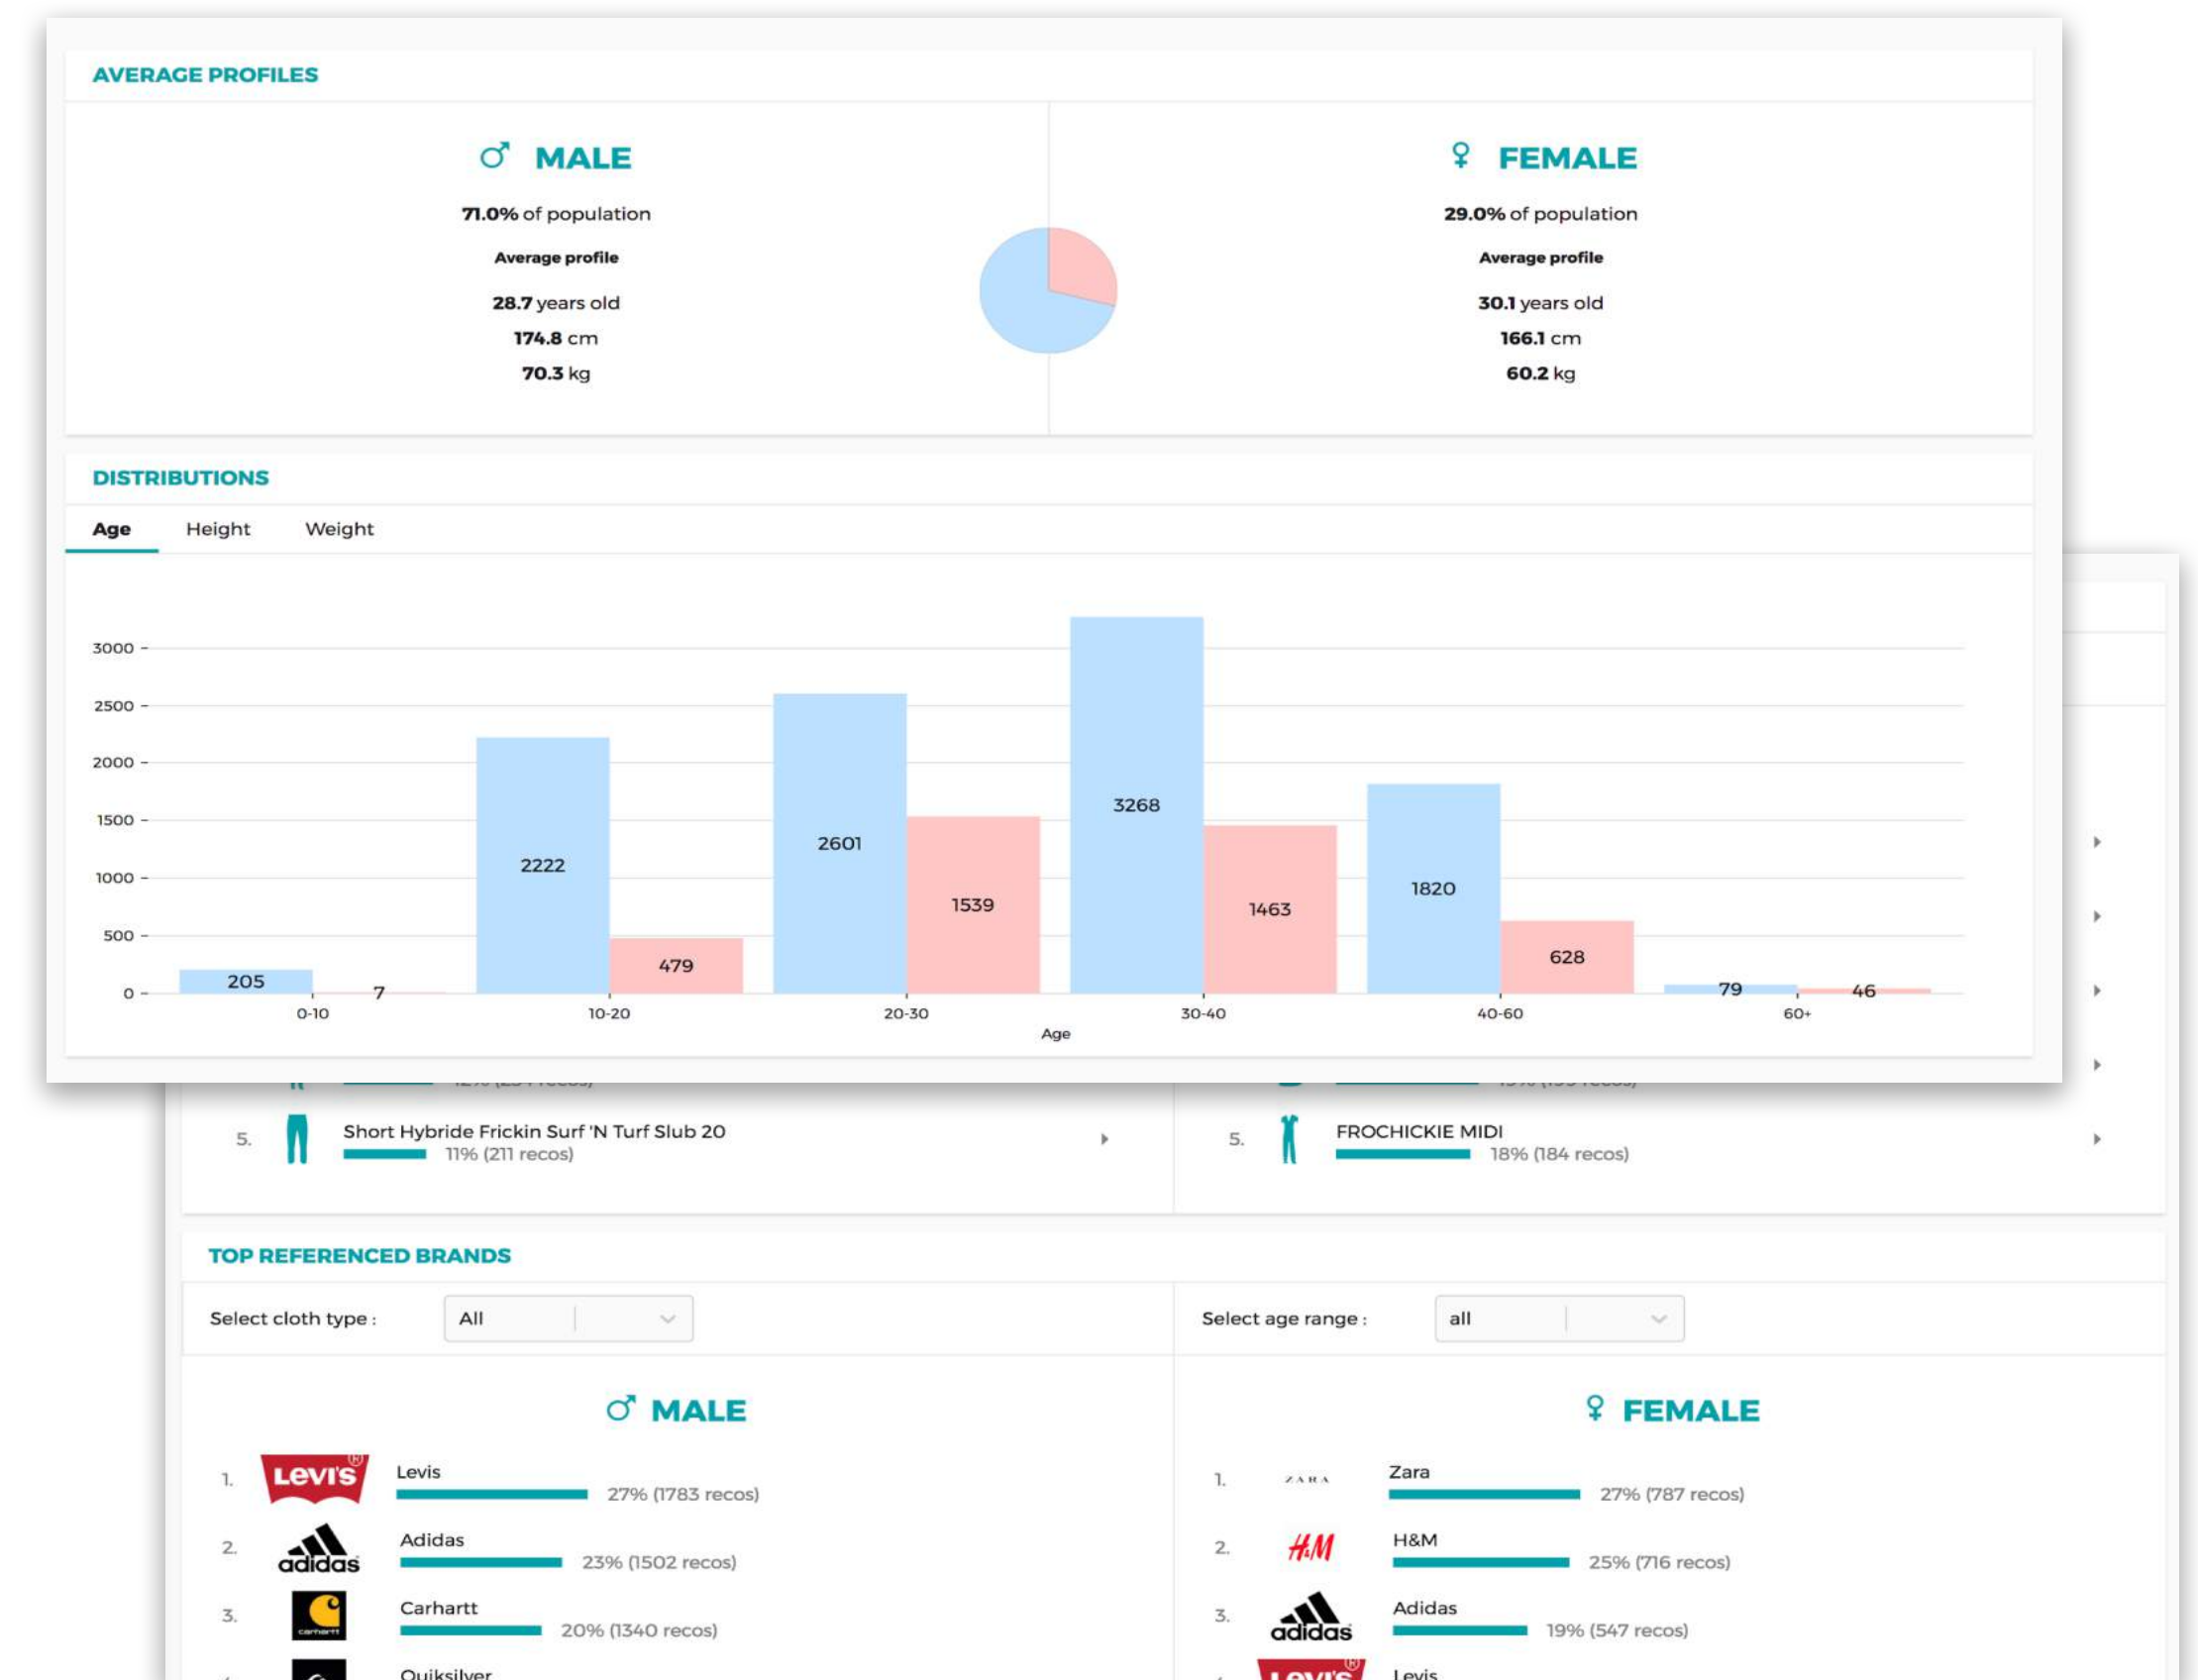 AVERAGE PROFILES
♂ MALE
71.0% of population
Average profile
28.7 years old
174.8 cm
70.3 kg
♀ FEMALE
29.0% of population
Average profile
30.1 years old
166.1 cm
60.2 kg
DISTRIBUTIONS
Age Height Weight
3000
2500
2000
1500
1000
500
0
205 7 2222 479 2601 1539 3268 1463 1820 628 79 46
0-10 10-20 20-30 30-40 40-60 60+
Age
5. Short Hybride Frickin Surf 'N Turf Slub 20
11% (211 recos)
5. FROCHICKIE MIDI
18% (184 recos)
TOP REFERENCED BRANDS
Select cloth type : All
Select age range : all
♂ MALE
1. LEVI'S® Levis
27% (1783 recos)
2. adidas Adidas
23% (1502 recos)
3. carhartt Carhartt
20% (1340 recos)
Quiksilver
♀ FEMALE
1. ZARA Zara
27% (787 recos)
2. H&M H&M
25% (716 recos)
3. adidas Adidas
19% (547 recos)
LEVI'S® Levis